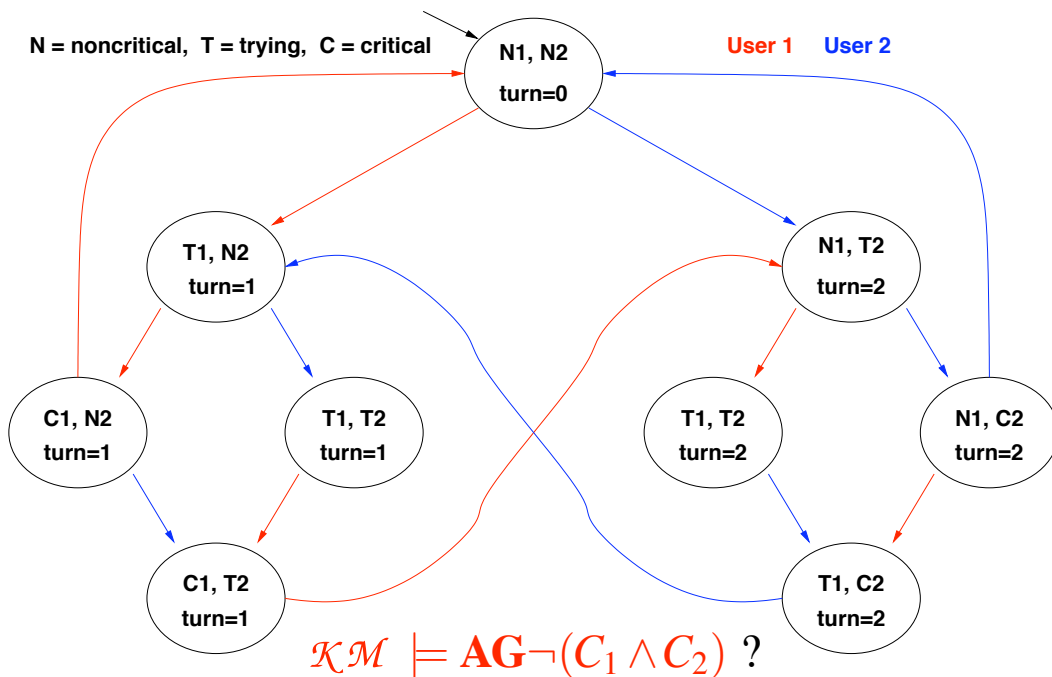 N = noncritical, T = trying, C = critical
User 1 User 2
N1, N2
turn=0
T1, N2
turn=1
N1, T2
turn=2
C1, N2
turn=1
T1, T2
turn=1
T1, T2
turn=2
N1, C2
turn=2
C1, T2
turn=1
T1, C2
turn=2
𝒦ℳ ⊨ AG¬(C₁ ∧ C₂) ?